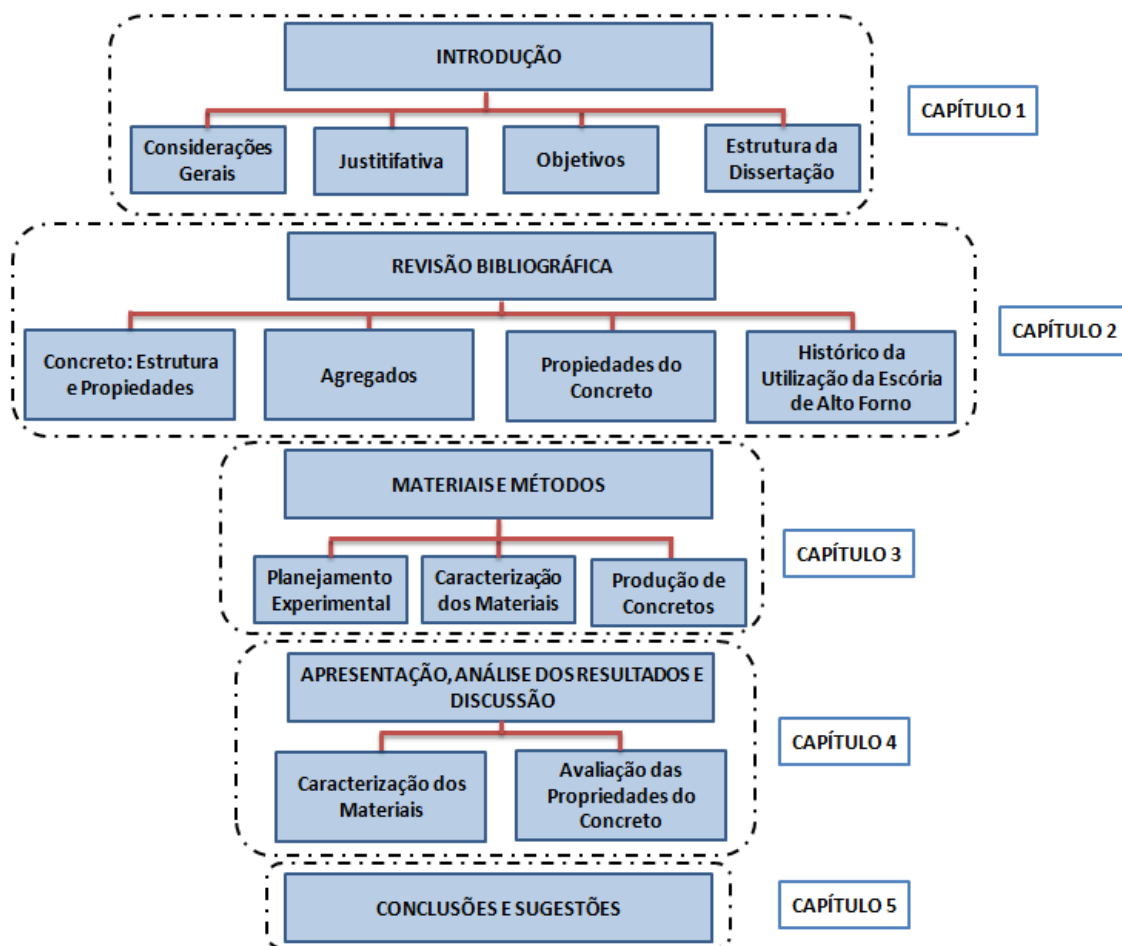 INTRODUÇÃO
CAPÍTULO 1
Considerações
Gerais
Justitifativa
Objetivos
Estrutura da
Dissertação
REVISÃO BIBLIOGRÁFICA
CAPÍTULO 2
Concreto: Estrutura
e Propiedades
Agregados
Propiedades do
Concreto
Histórico da
Utilização da Escória
de Alto Forno
MATERIAIS E MÉTODOS
CAPÍTULO 3
Planejamento
Experimental
Caracterização
dos Materiais
Produção de
Concretos
APRESENTAÇÃO, ANÁLISE DOS RESULTADOS E
DISCUSSÃO
CAPÍTULO 4
Caracterização dos
Materiais
Avaliação das
Propriedades do
Concreto
CONCLUSÕES E SUGESTÕES
CAPÍTULO 5